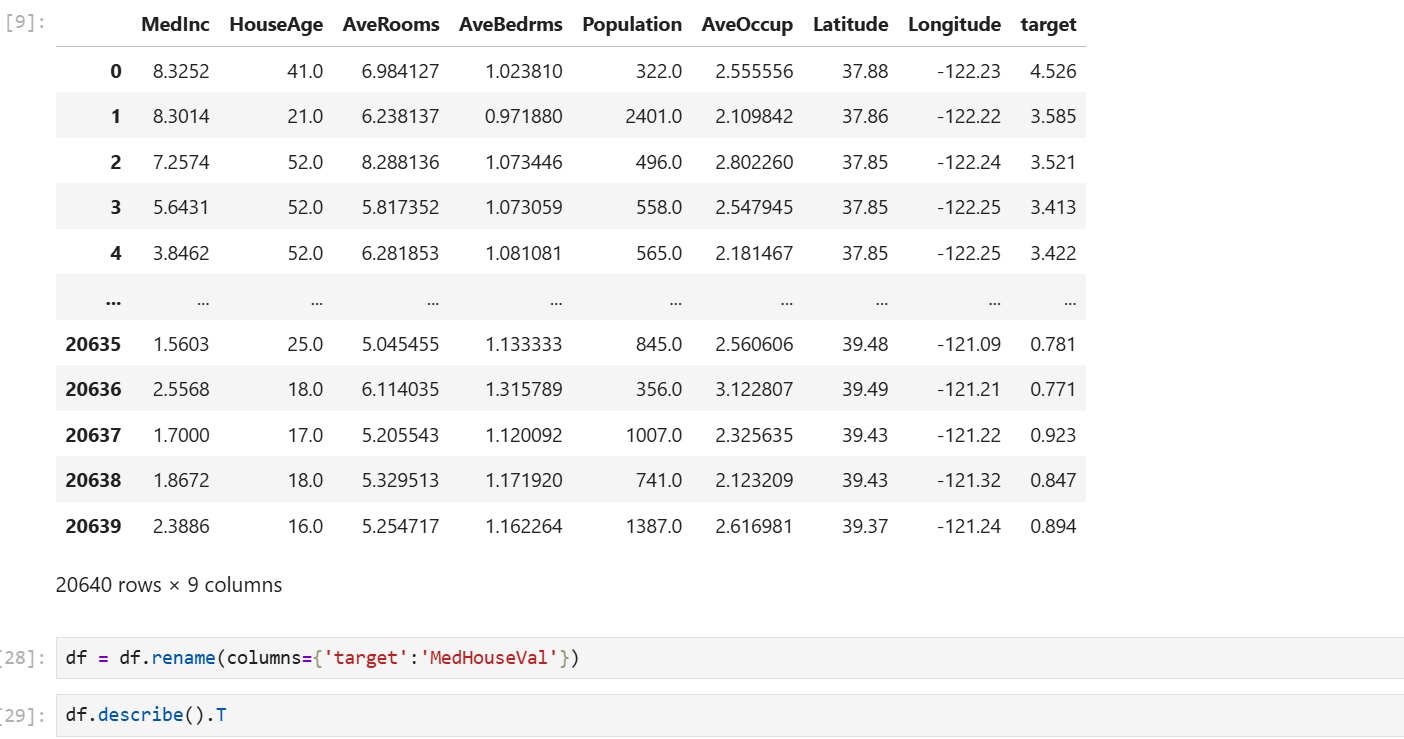 [9]: MedInc HouseAge AveRooms AveBedrms Population AveOccup Latitude Longitude target
0 8.3252 41.0 6.984127 1.023810 322.0 2.555556 37.88 -122.23 4.526
1 8.3014 21.0 6.238137 0.971880 2401.0 2.109842 37.86 -122.22 3.585
2 7.2574 52.0 8.288136 1.073446 496.0 2.802260 37.85 -122.24 3.521
3 5.6431 52.0 5.817352 1.073059 558.0 2.547945 37.85 -122.25 3.413
4 3.8462 52.0 6.281853 1.081081 565.0 2.181467 37.85 -122.25 3.422
... ... ... ... ... ... ... ... ... ...
20635 1.5603 25.0 5.045455 1.133333 845.0 2.560606 39.48 -121.09 0.781
20636 2.5568 18.0 6.114035 1.315789 356.0 3.122807 39.49 -121.21 0.771
20637 1.7000 17.0 5.205543 1.120092 1007.0 2.325635 39.43 -121.22 0.923
20638 1.8672 18.0 5.329513 1.171920 741.0 2.123209 39.43 -121.32 0.847
20639 2.3886 16.0 5.254717 1.162264 1387.0 2.616981 39.37 -121.24 0.894
20640 rows × 9 columns
[28]: df = df.rename(columns={'target':'MedHouseVal'})
[29]: df.describe().T